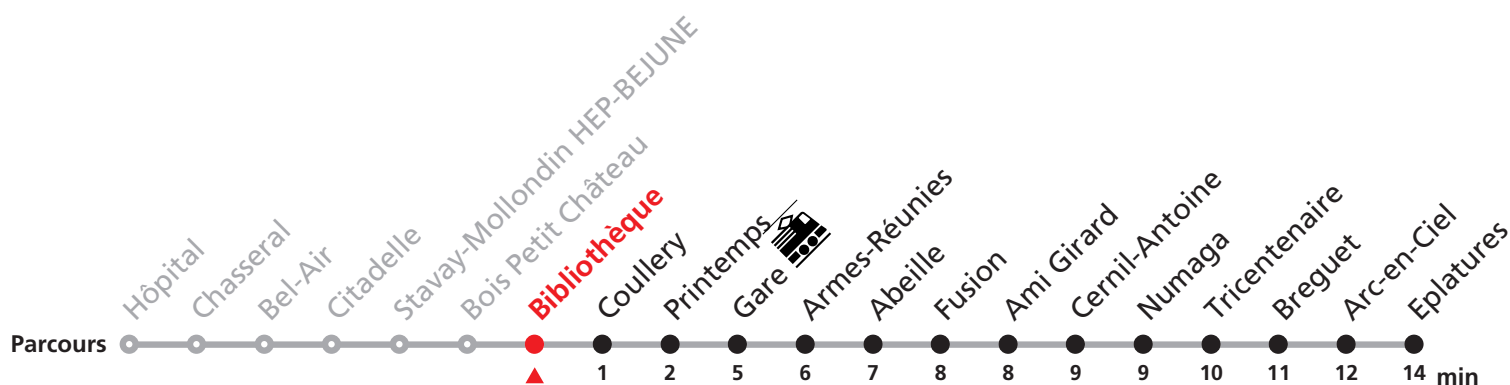 Hôpital
Chasseral
Bel-Air
Citadelle
Stavay-Mollondin HEP-BEJUNE
Bois Petit Château
Bibliothèque
Coullery
Printemps
Gare
Armes-Réunies
Abeille
Fusion
Ami Girard
Cernil-Antoine
Numaga
Tricentenaire
Breguet
Arc-en-Ciel
Eplatures
Parcours
1 2 5 6 7 8 8 9 9 10 11 12 14 min